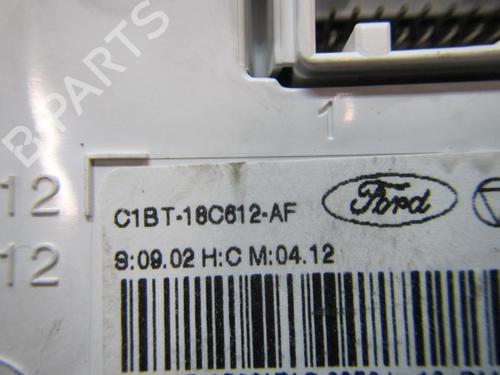 B-PARTS
1
12
12
C1BT-18C612-AF
Ford
S:09.02 H:C M:04.12